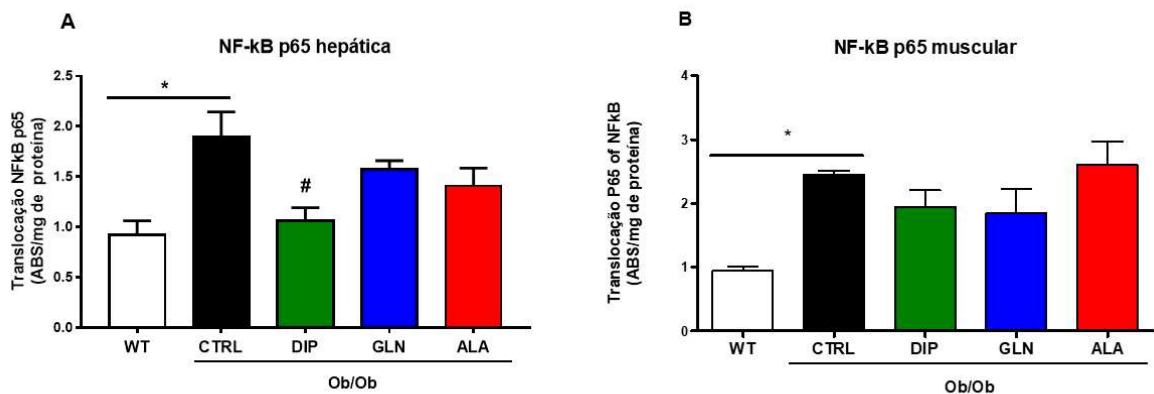 A
NF-kB p65 hepática
Translocação NFkB p65
(ABS/mg de proteína)
2.5
2.0
1.5
1.0
0.5
0.0
*
#
WT
CTRL
DIP
GLN
ALA
Ob/Ob
B
NF-kB p65 muscular
Translocação P65 of NFkB
(ABS/mg de proteína)
4
3
2
1
0
*
WT
CTRL
DIP
GLN
ALA
Ob/Ob